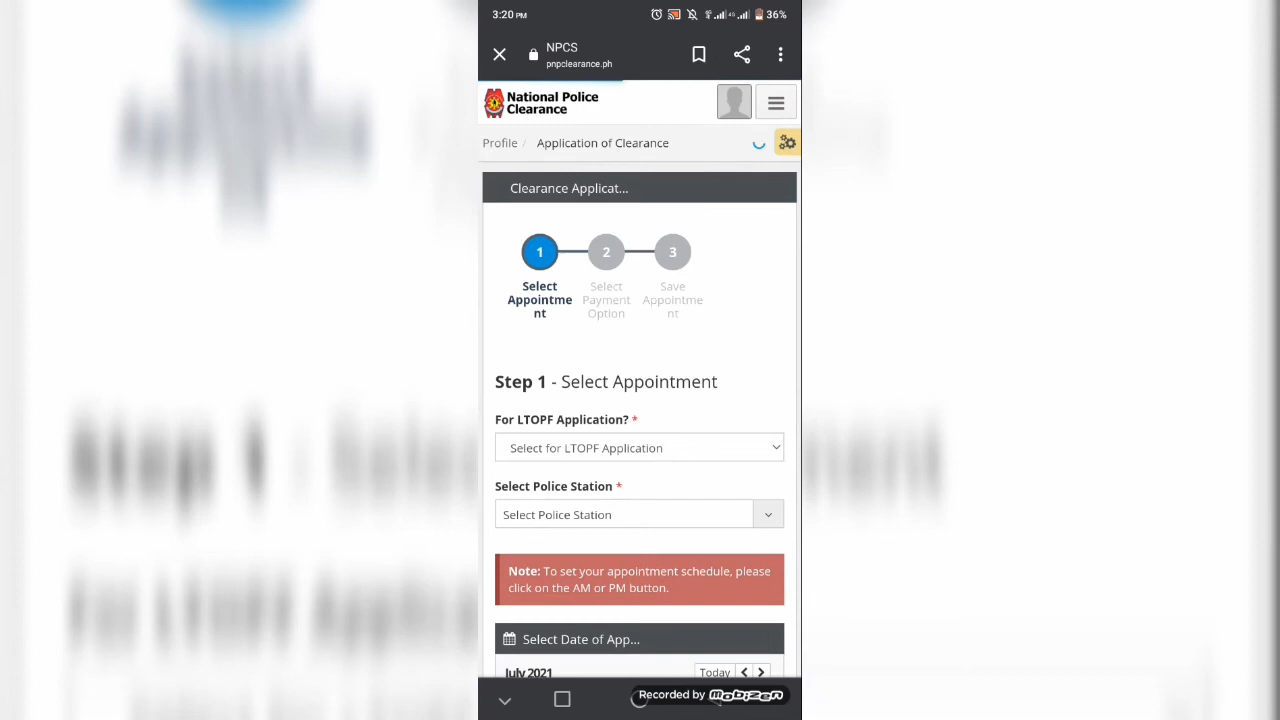 3:20 PM
36%
NPCS
pnpclearance.ph
National Police
Clearance
Profile / Application of Clearance
Clearance Applicat...
1
2
3
Select
Appointme
nt
Select
Payment
Option
Save
Appointme
nt
Step 1 - Select Appointment
For LTOPF Application? *
Select for LTOPF Application
Select Police Station *
Select Police Station
Note: To set your appointment schedule, please
click on the AM or PM button.
Select Date of App...
July 2021
Today
Recorded by mobizen